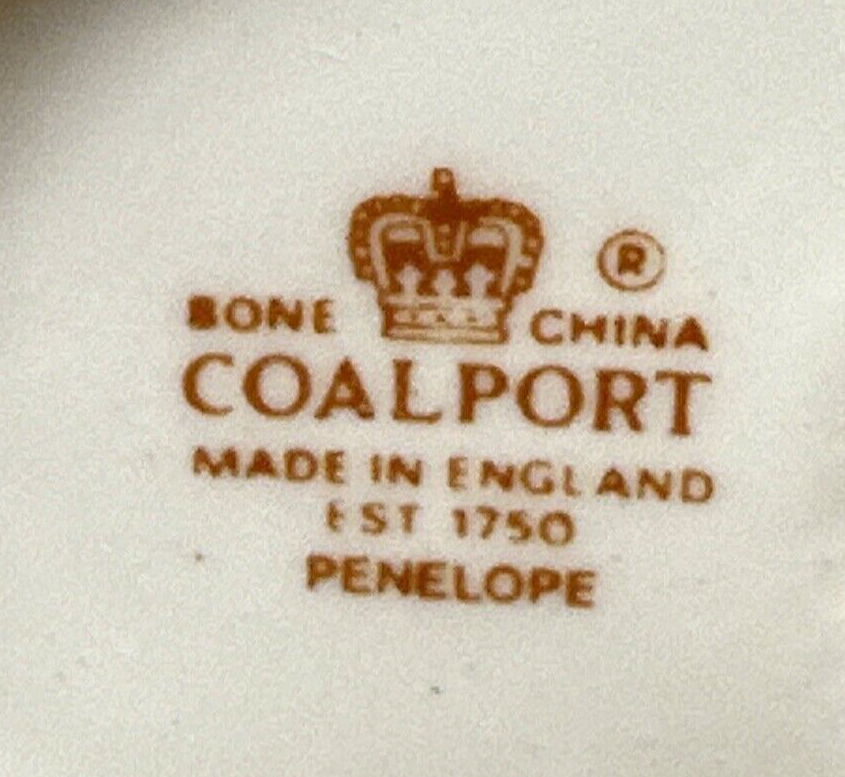 ®
BONE CHINA
COALPORT
MADE IN ENGLAND
EST 1750
PENELOPE